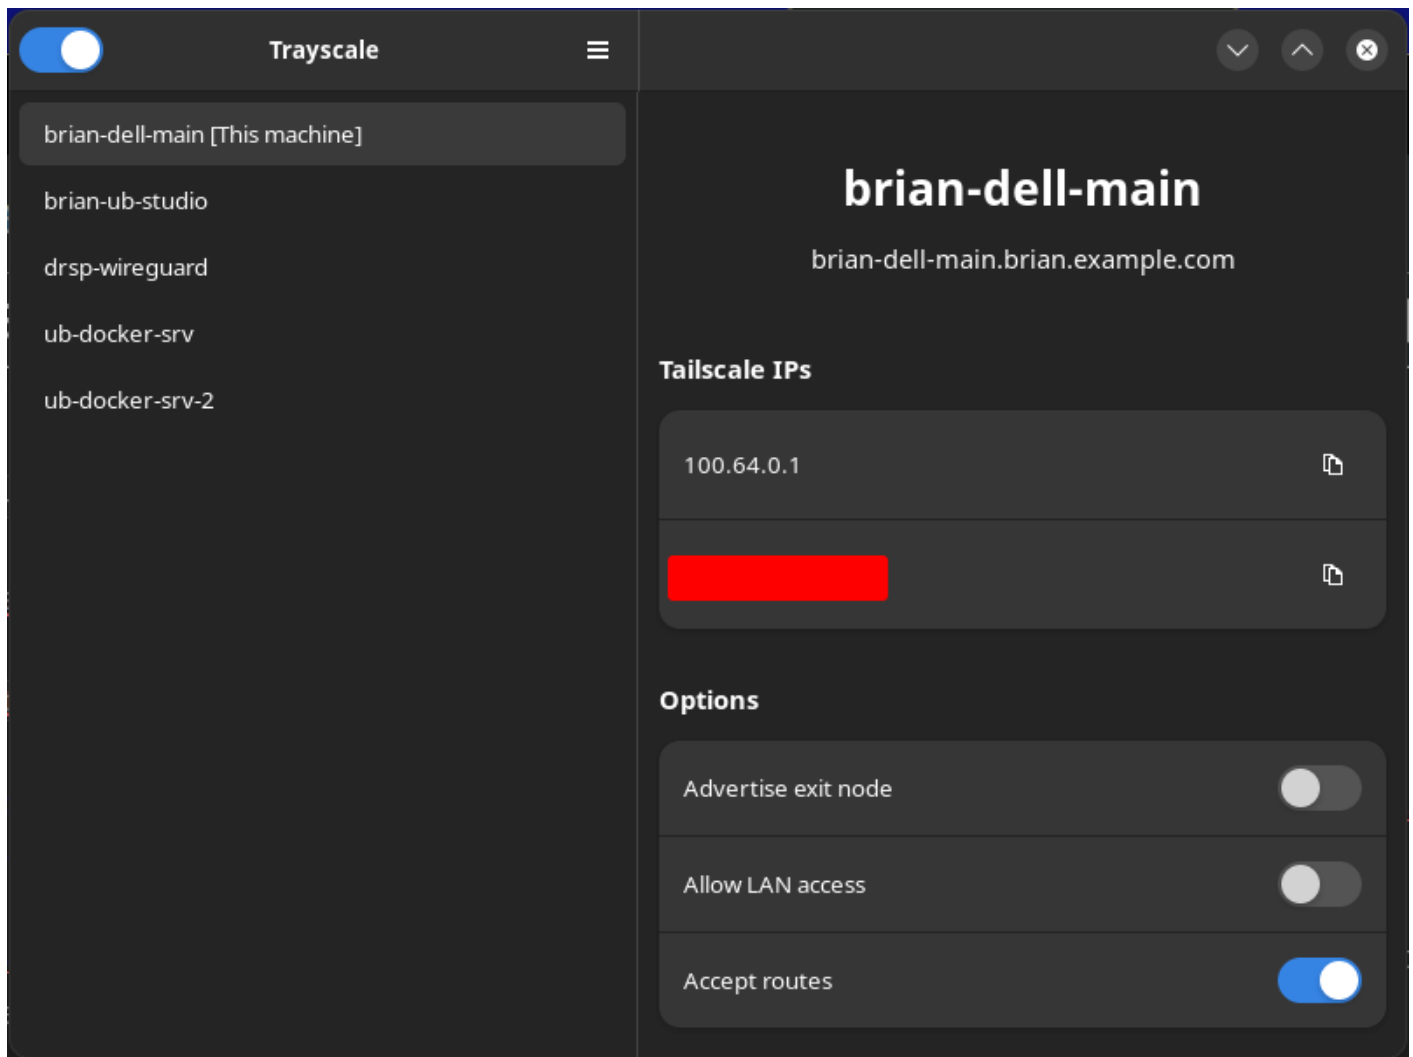 Trayscale
brian-dell-main [This machine]
brian-ub-studio
drsp-wireguard
ub-docker-srv
ub-docker-srv-2
brian-dell-main
brian-dell-main.brian.example.com
Tailscale IPs
100.64.0.1
Options
Advertise exit node
Allow LAN access
Accept routes